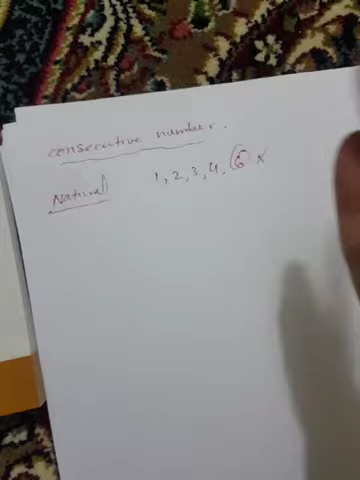 consecutive number.
Natural 1, 2, 3, 4, 6 x